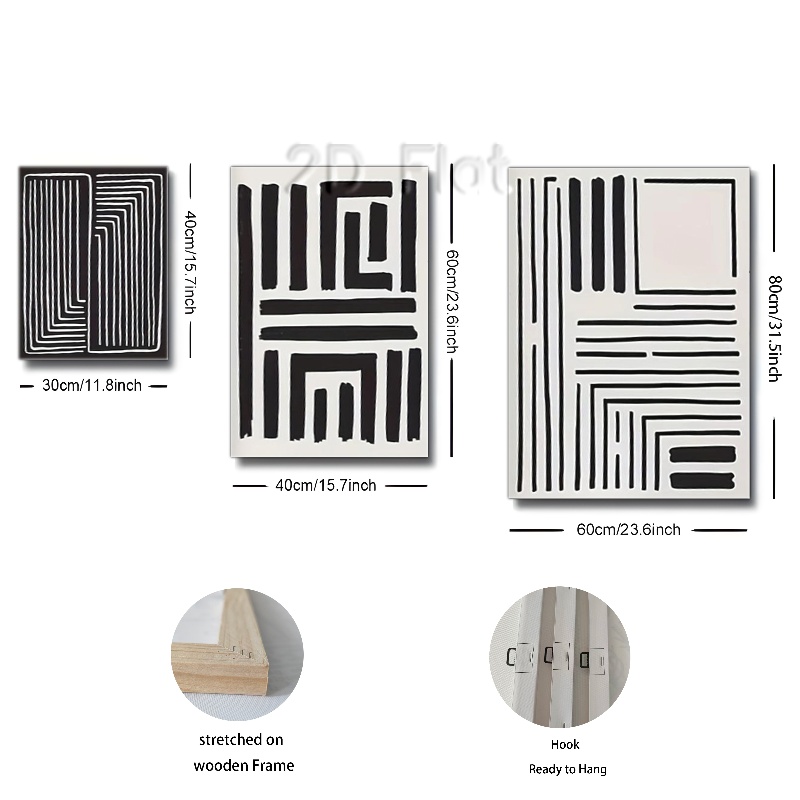 2D Flat
40cm/15.7inch
30cm/11.8inch
60cm/23.6inch
40cm/15.7inch
80cm/31.5inch
60cm/23.6inch
stretched on
wooden Frame
Hook
Ready to Hang